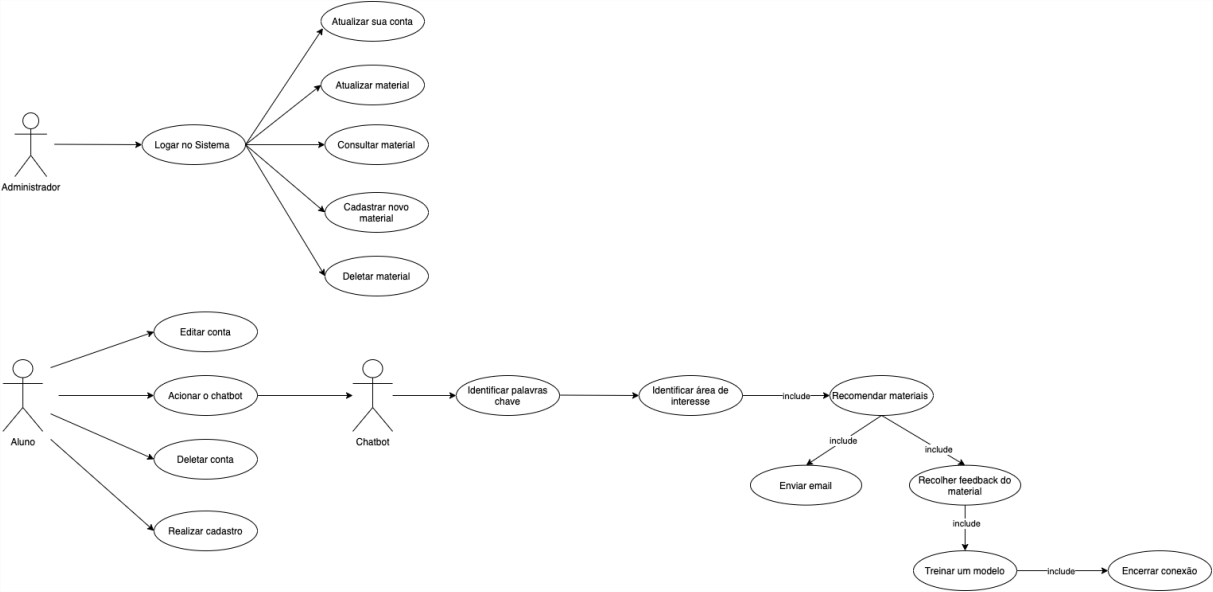 Atualizar sua conta
Atualizar material
Logar no Sistema
Consultar material
Administrador
Cadastrar novo
material
Deletar material
Editar conta
Acionar o chatbot
Identificar palavras
chave
Identificar área de
interesse
include
Recomendar materiais
Aluno
Chatbot
include
include
Deletar conta
Enviar email
Recolher feedback do
material
include
Realizar cadastro
Treinar um modelo
include
Encerrar conexão